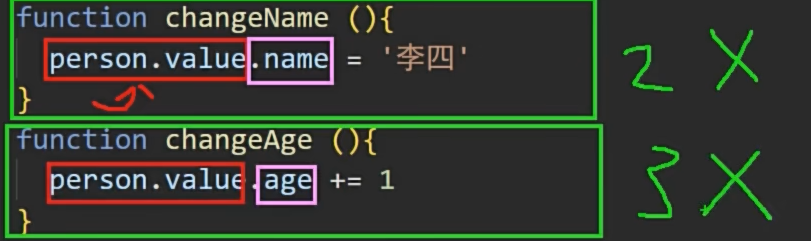 function changeName (){
person.value.name = '李四'
} 2 X
function changeAge (){
person.value.age += 1
} 3 X